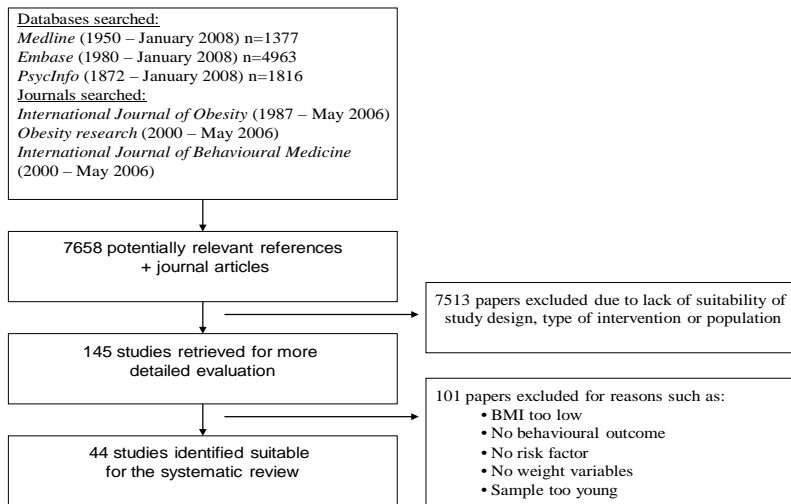 Databases searched:
Medline (1950 – January 2008) n=1377
Embase (1980 – January 2008) n=4963
PsycInfo (1872 – January 2008) n=1816
Journals searched:
International Journal of Obesity (1987 – May 2006)
Obesity research (2000 – May 2006)
International Journal of Behavioural Medicine
(2000 – May 2006)
7658 potentially relevant references
+ journal articles
7513 papers excluded due to lack of suitability of
study design, type of intervention or population
145 studies retrieved for more
detailed evaluation
101 papers excluded for reasons such as:
• BMI too low
• No behavioural outcome
• No risk factor
• No weight variables
• Sample too young
44 studies identified suitable
for the systematic review